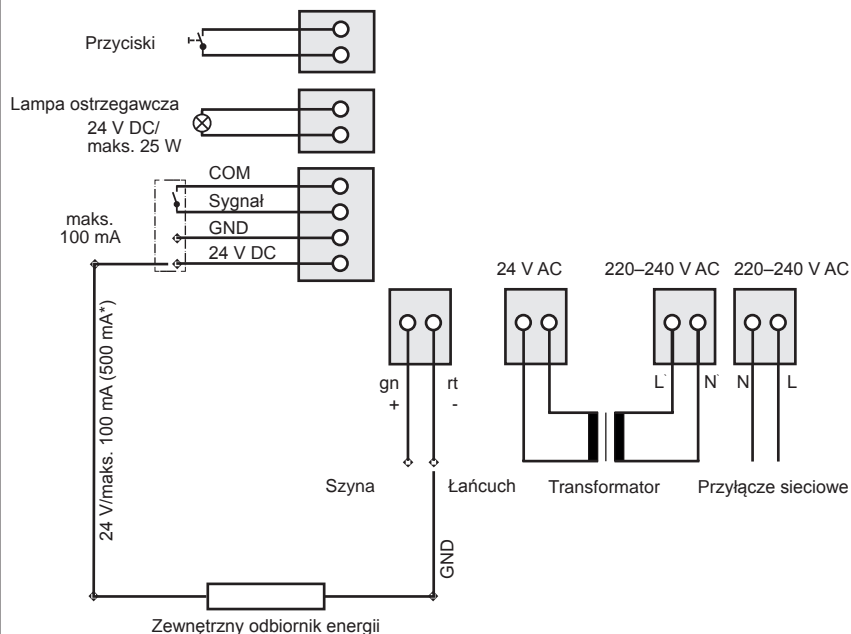 Przyciski
Lampa ostrzegawcza
24 V DC/
maks. 25 W
COM
Sygnał
GND
24 V DC
maks.
100 mA
24 V/maks. 100 mA (500 mA*)
24 V AC
220–240 V AC
220–240 V AC
gn
+
rt
-
L`
N`
N
L
Szyna
Łańcuch
Transformator
Przyłącze sieciowe
GND
Zewnętrzny odbiornik energii